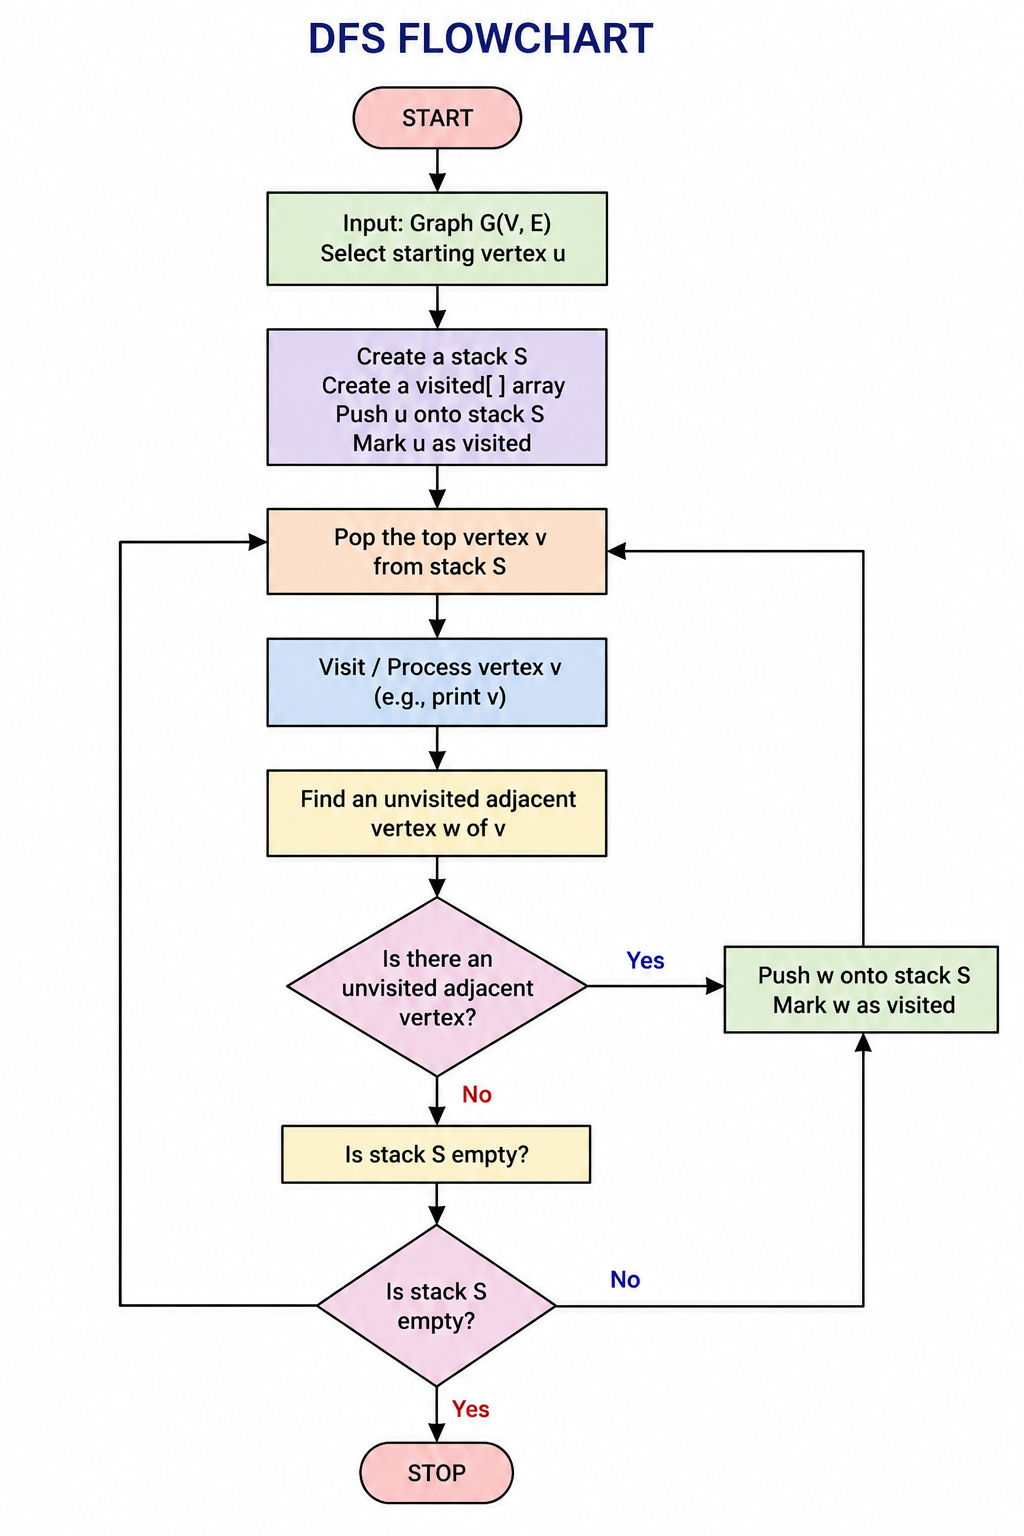 DFS FLOWCHART
START
Input: Graph G(V, E)
Select starting vertex u
Create a stack S
Create a visited[ ] array
Push u onto stack S
Mark u as visited
Pop the top vertex v
from stack S
Visit / Process vertex v
(e.g., print v)
Find an unvisited adjacent
vertex w of v
Is there an
unvisited adjacent
vertex?
Yes
Push w onto stack S
Mark w as visited
No
Is stack S empty?
Is stack S
empty?
No
Yes
STOP